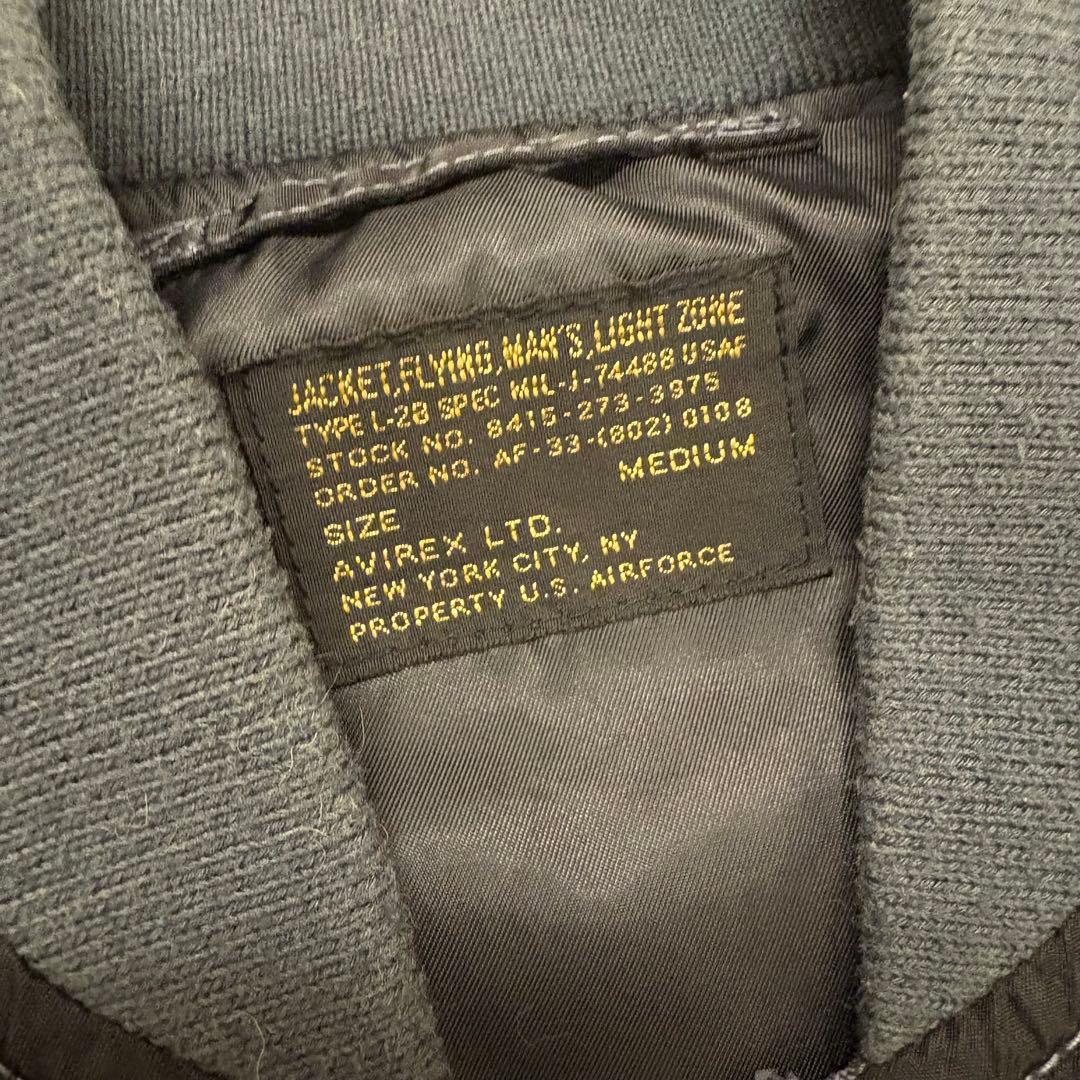 JACKET,FLYING,MAN'S,LIGHT ZONE
TYPE L-2B SPEC MIL-J-74488 USAF
STOCK NO. 8415-273-3975
ORDER NO. AF-33-(602) 0108
MEDIUM
SIZE
AVIREX LTD.
NEW YORK CITY, NY
PROPERTY U.S. AIRFORCE